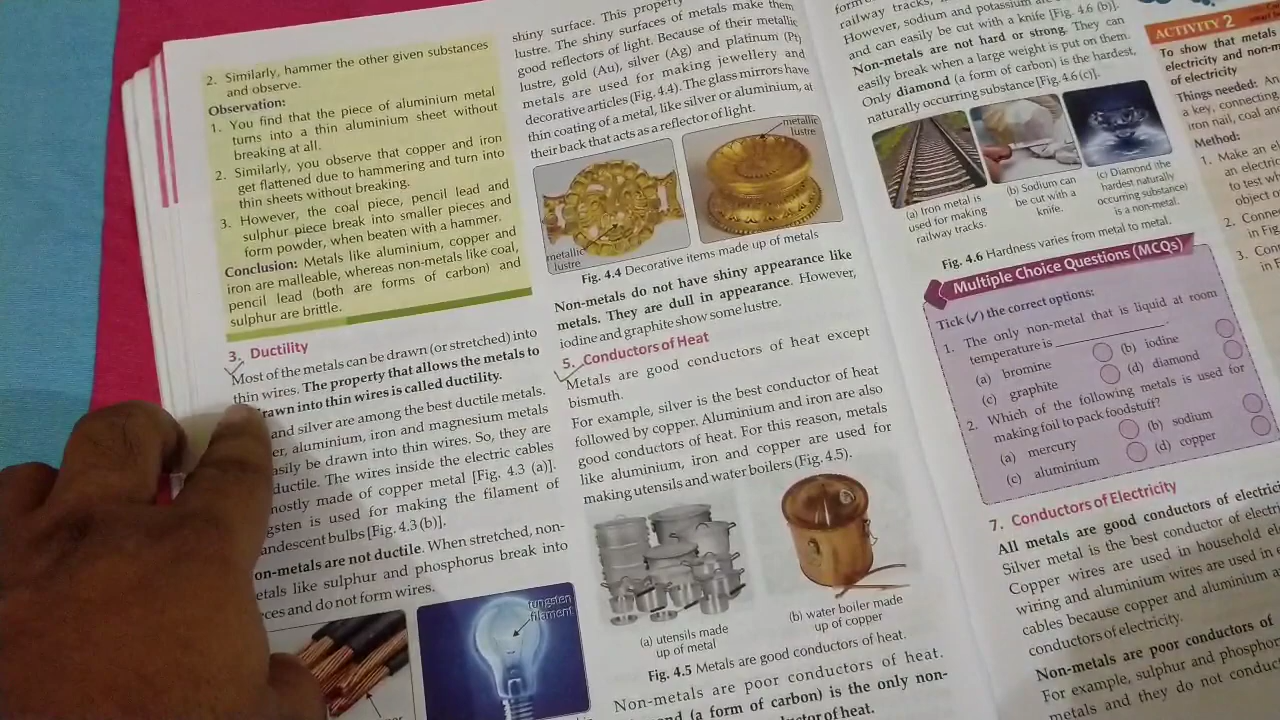 2. Similarly, hammer the other given substances
and observe.
Observation:
1. You find that the piece of aluminium metal
turns into a thin aluminium sheet without
breaking at all.
2. Similarly, you observe that copper and iron
get flattened due to hammering and turn into
thin sheets without breaking.
3. However, the coal piece, pencil lead and
sulphur piece break into smaller pieces and
form powder, when beaten with a hammer.
Conclusion: Metals like aluminium, copper and
iron are malleable, whereas non-metals like coal,
pencil lead (both are forms of carbon) and
sulphur are brittle.
3. Ductility
Most of the metals can be drawn (or stretched) into
thin wires. The property that allows the metals to
drawn into thin wires is called ductility.
and silver are among the best ductile metals.
aluminium, iron and magnesium metals
be drawn into thin wires. So, they are
ductile. The wires inside the electric cables
made of copper metal [Fig. 4.3 (a)].
is used for making the filament of
bulbs [Fig. 4.3(b)].
are not ductile. When stretched, non-
like sulphur and phosphorus break into
and do not form wires.
tungsten
filament
shiny surface. This property
lustre. The shiny surfaces of metals make them
good reflectors of light. Because of their metallic
lustre, gold (Au), silver (Ag) and platinum (Pt)
metals are used for making jewellery and
decorative articles (Fig. 4.4). The glass mirrors have
thin coating of a metal, like silver or aluminium, at
their back that acts as a reflector of light.
metallic
lustre
metallic
lustre
Fig. 4.4 Decorative items made up of metals
Non-metals do not have shiny appearance like
metals. They are dull in appearance. However,
iodine and graphite show some lustre.
5. Conductors of Heat
Metals are good conductors of heat except
bismuth.
For example, silver is the best conductor of heat
followed by copper. Aluminium and iron are also
good conductors of heat. For this reason, metals
like aluminium, iron and copper are used for
making utensils and water boilers (Fig. 4.5).
(a) utensils made
up of metal
(b) water boiler made
up of copper
Fig. 4.5 Metals are good conductors of heat.
Non-metals are poor conductors of heat.
(a form of carbon) is the only non-
of heat.
railway tracks,
However, sodium and potassium are
and can easily be cut with a knife [Fig. 4.6 (b)].
Non-metals are not hard or strong. They can
easily break when a large weight is put on them.
Only diamond (a form of carbon) is the hardest,
naturally occurring substance [Fig. 4.6 (c)].
(a) Iron metal is
used for making
railway tracks.
(b) Sodium can
be cut with a
knife.
(c) Diamond (the
hardest naturally
occurring substance)
is a non-metal.
Fig. 4.6 Hardness varies from metal to metal.
Multiple Choice Questions (MCQs)
Tick (✓) the correct options:
1. The only non-metal that is liquid at room
temperature is ____________.
(a) bromine (b) iodine
(c) graphite (d) diamond
2. Which of the following metals is used for
making foil to pack foodstuff?
(a) mercury (b) sodium
(c) aluminium (d) copper
7. Conductors of Electricity
All metals are good conductors of
Silver metal is the best conductor of
Copper wires are used in household
wiring and aluminium wires are used in
cables because copper and aluminium
conductors of electricity.
Non-metals are poor conductors of
For example, sulphur and
metals and they do not
ACTIVITY 2
To show that metals
electricity and
of electricity
Things needed:
a key, connecting
iron nail, coal
Method:
1. Make an
an
to test
object
2.
in Fig.
3.
in